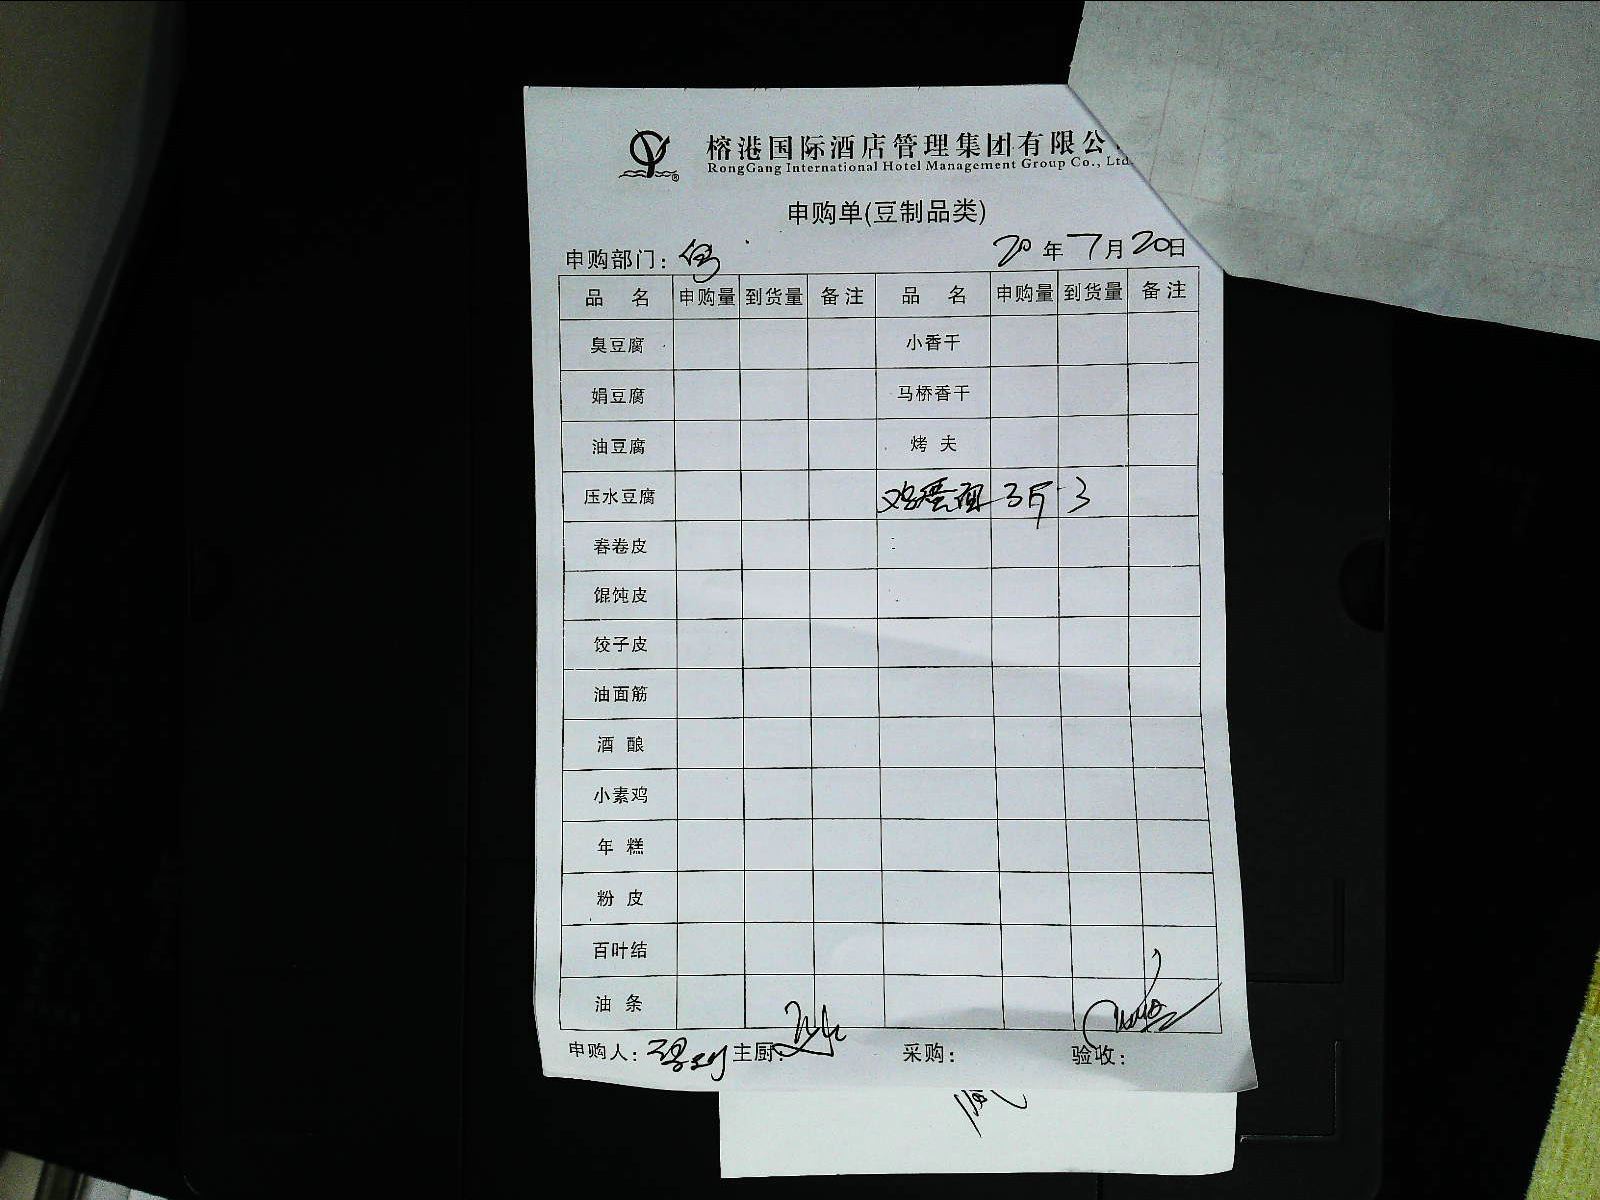 榕港国际酒店管理集团有限公
RongGang International Hotel Management Group Co., Ltd
申购单(豆制品类)
申购部门： 20年7月20日
品 名 申购量 到货量 备注 品 名 申购量 到货量 备注
臭豆腐 小香干
娟豆腐 马桥香干
油豆腐 烤 夫
压水豆腐 鸡蛋面 3斤 3
春卷皮
馄饨皮
饺子皮
油面筋
酒 酿
小素鸡
年 糕
粉 皮
百叶结
油 条
申购人： 主厨： 采购： 验收：